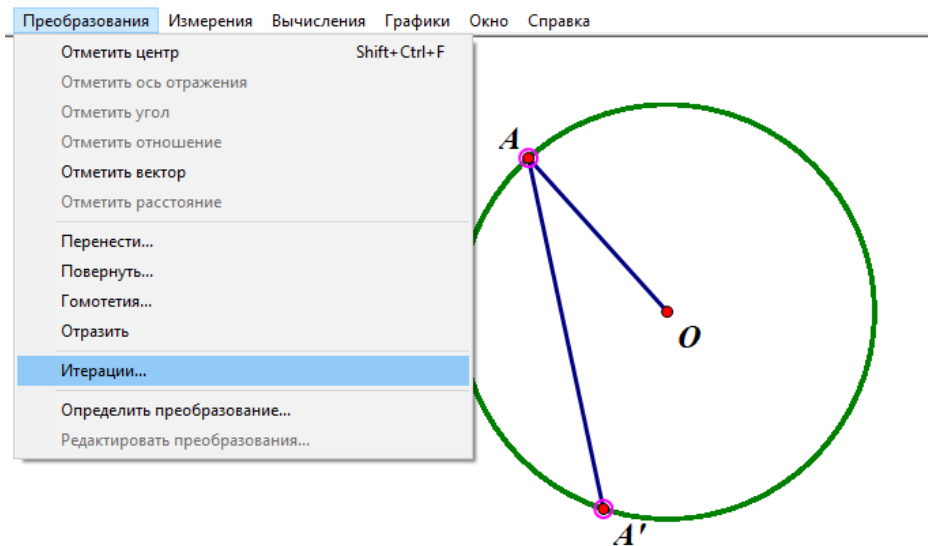 Преобразования Измерения Вычисления Графики Окно Справка
Отметить центр Shift+Ctrl+F
Отметить ось отражения
Отметить угол
Отметить отношение
Отметить вектор
Отметить расстояние
Перенести...
Повернуть...
Гомотетия...
Отразить
Итерации...
Определить преобразование...
Редактировать преобразования...
A
O
A'